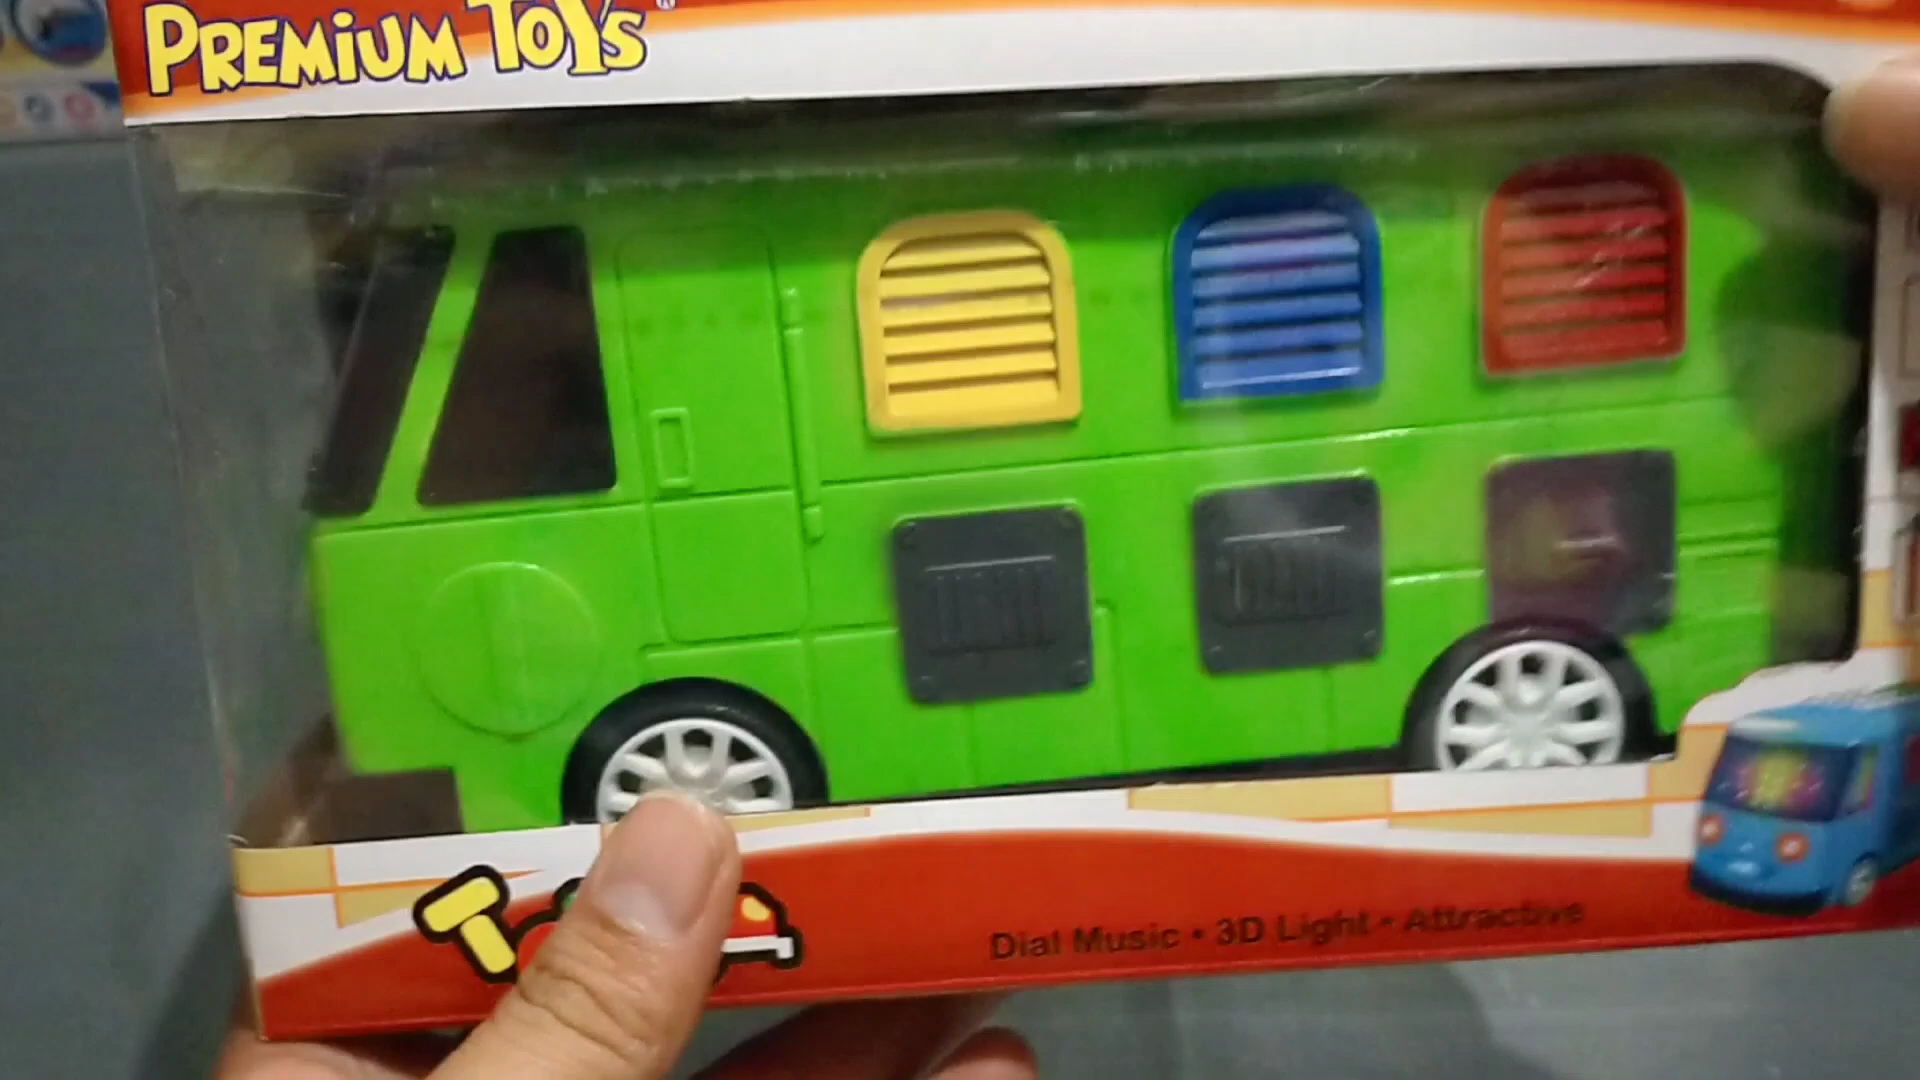 PREMiUM TOYS®
T
Dial Music • 3D Light • Attractive